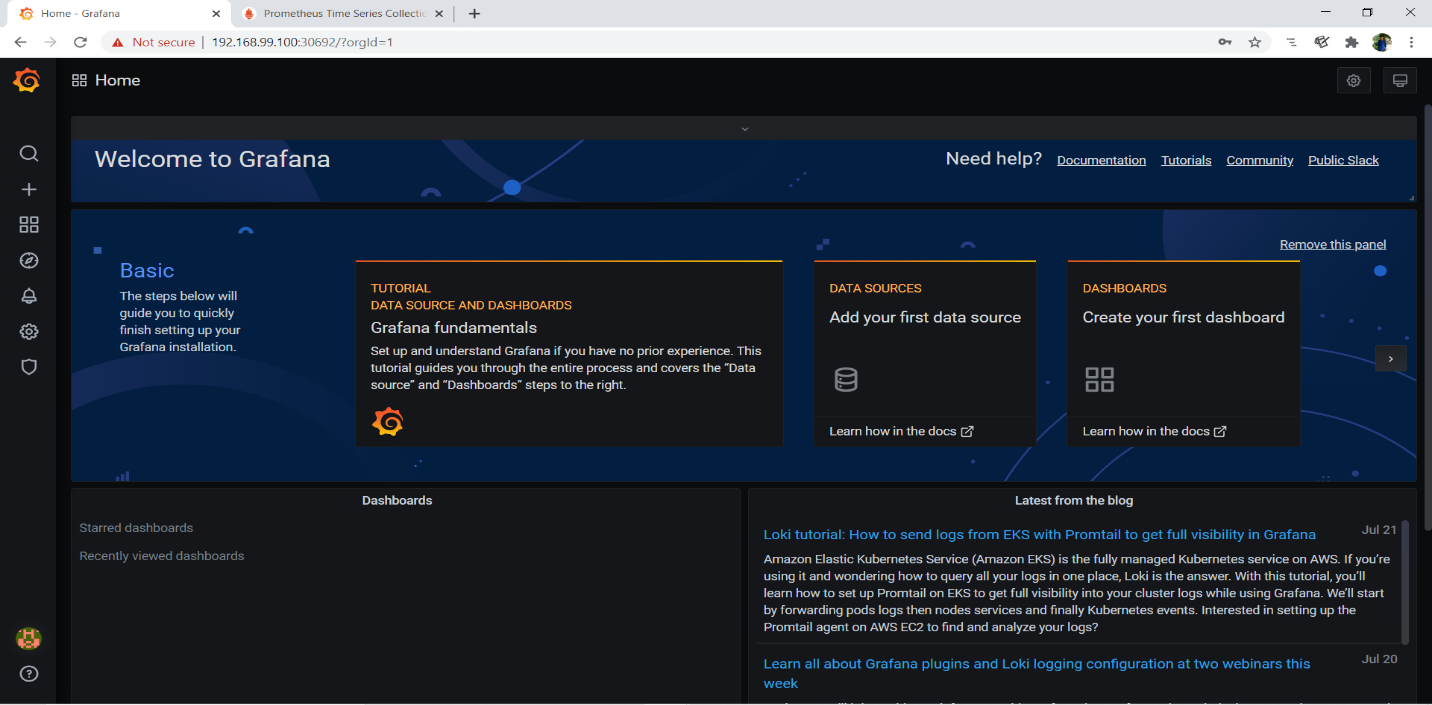 Home - Grafana
Prometheus Time Series Collectio
Not secure | 192.168.99.100:30692/?orgId=1
Home
Welcome to Grafana
Need help? Documentation Tutorials Community Public Slack
Remove this panel
Basic
The steps below will
guide you to quickly
finish setting up your
Grafana installation.
TUTORIAL
DATA SOURCE AND DASHBOARDS
Grafana fundamentals
Set up and understand Grafana if you have no prior experience. This
tutorial guides you through the entire process and covers the “Data
source” and “Dashboards” steps to the right.
DATA SOURCES
Add your first data source
Learn how in the docs
DASHBOARDS
Create your first dashboard
Learn how in the docs
Dashboards
Starred dashboards
Recently viewed dashboards
Latest from the blog
Loki tutorial: How to send logs from EKS with Promtail to get full visibility in Grafana
Jul 21
Amazon Elastic Kubernetes Service (Amazon EKS) is the fully managed Kubernetes service on AWS. If you’re
using it and wondering how to query all your logs in one place, Loki is the answer. With this tutorial, you’ll
learn how to set up Promtail on EKS to get full visibility into your cluster logs while using Grafana. We’ll start
by forwarding pods logs then nodes services and finally Kubernetes events. Interested in setting up the
Promtail agent on AWS EC2 to find and analyze your logs?
Learn all about Grafana plugins and Loki logging configuration at two webinars this
week
Jul 20